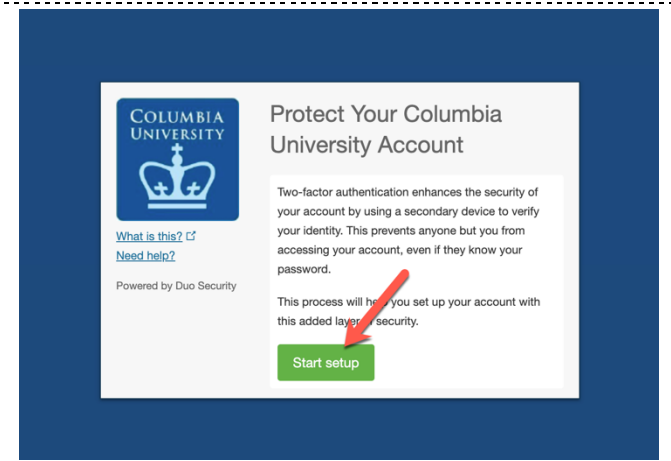 COLUMBIA
UNIVERSITY
What is this?
Need help?
Powered by Duo Security
Protect Your Columbia
University Account
Two-factor authentication enhances the security of
your account by using a secondary device to verify
your identity. This prevents anyone but you from
accessing your account, even if they know your
password.
This process will help you set up your account with
this added layer of security.
Start setup